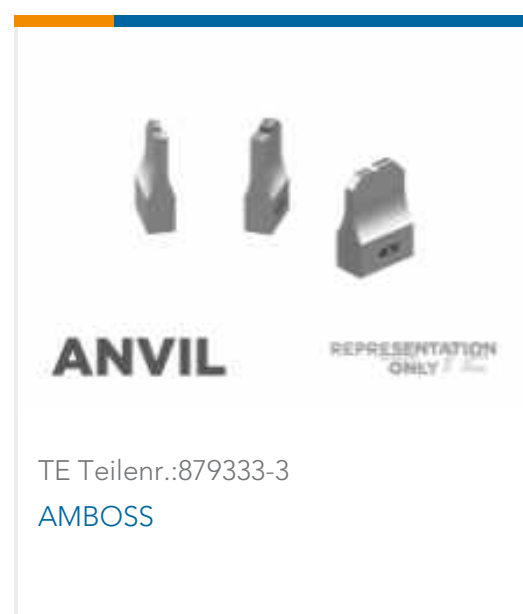 ANVIL
REPRESENTATION
ONLY
TE Teilenr.:879333-3
AMBOSS